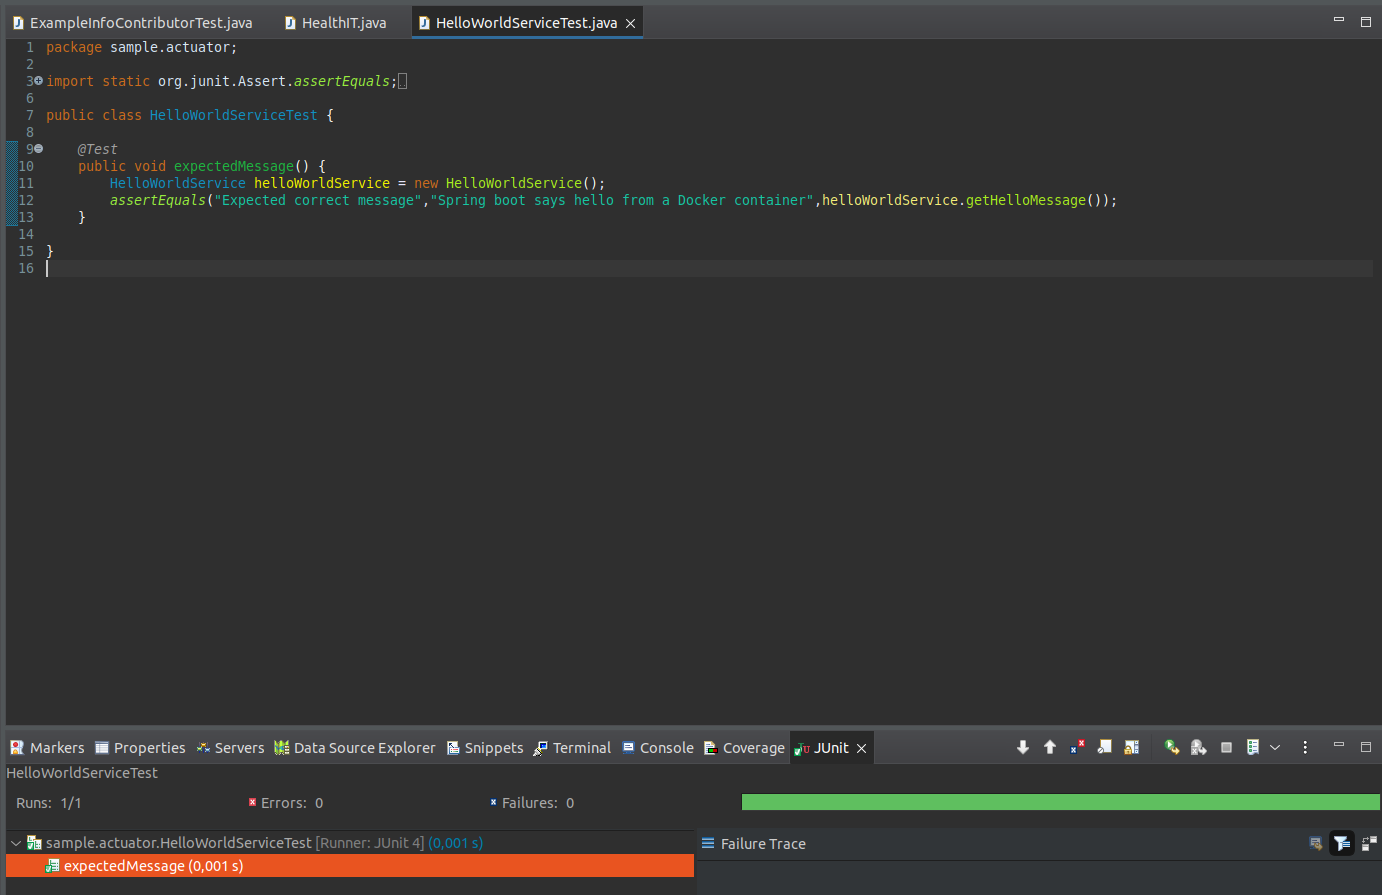 ExampleInfoContributorTest.java HealthIT.java HelloWorldServiceTest.java
1 package sample.actuator;
2
3 import static org.junit.Assert.assertEquals;
6
7 public class HelloWorldServiceTest {
8
9 @Test
10 public void expectedMessage() {
11 HelloWorldService helloWorldService = new HelloWorldService();
12 assertEquals("Expected correct message","Spring boot says hello from a Docker container",helloWorldService.getHelloMessage());
13 }
14
15 }
16
Markers Properties Servers Data Source Explorer Snippets Terminal Console Coverage JUnit
HelloWorldServiceTest
Runs: 1/1 Errors: 0 Failures: 0
sample.actuator.HelloWorldServiceTest [Runner: JUnit 4] (0,001 s) Failure Trace
expectedMessage (0,001 s)